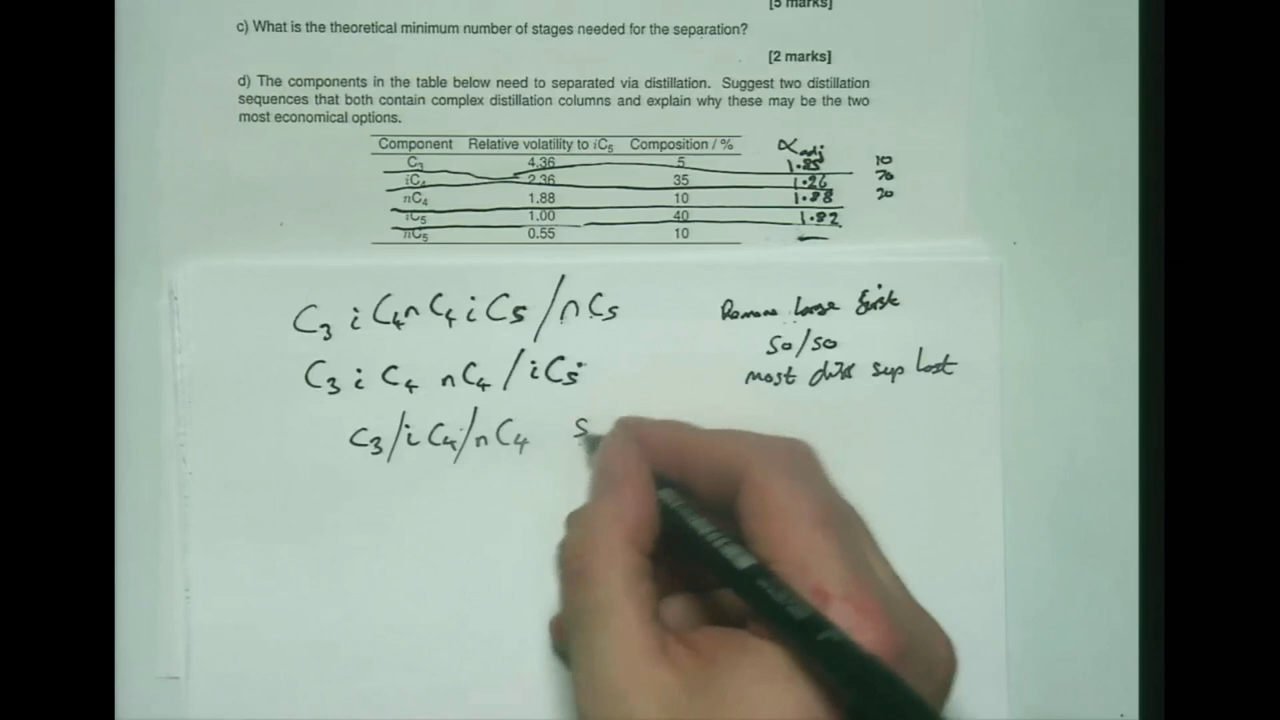 [5 marks]
c) What is the theoretical minimum number of stages needed for the separation?
[2 marks]
d) The components in the table below need to separated via distillation. Suggest two distillation
sequences that both contain complex distillation columns and explain why these may be the two
most economical options.
Component Relative volatility to iC5 Composition / % αadj
C3 4.36 5 1.85 10
iC4 2.36 35 1.26 70
nC4 1.88 10 1.88 20
iC5 1.00 40 1.82
nC5 0.55 10 —
C3 iC4 nC4 iC5 / nC5 Remove large first
50/50
C3 iC4 nC4 / iC5 most diff sep last
C3/iC4/nC4 S